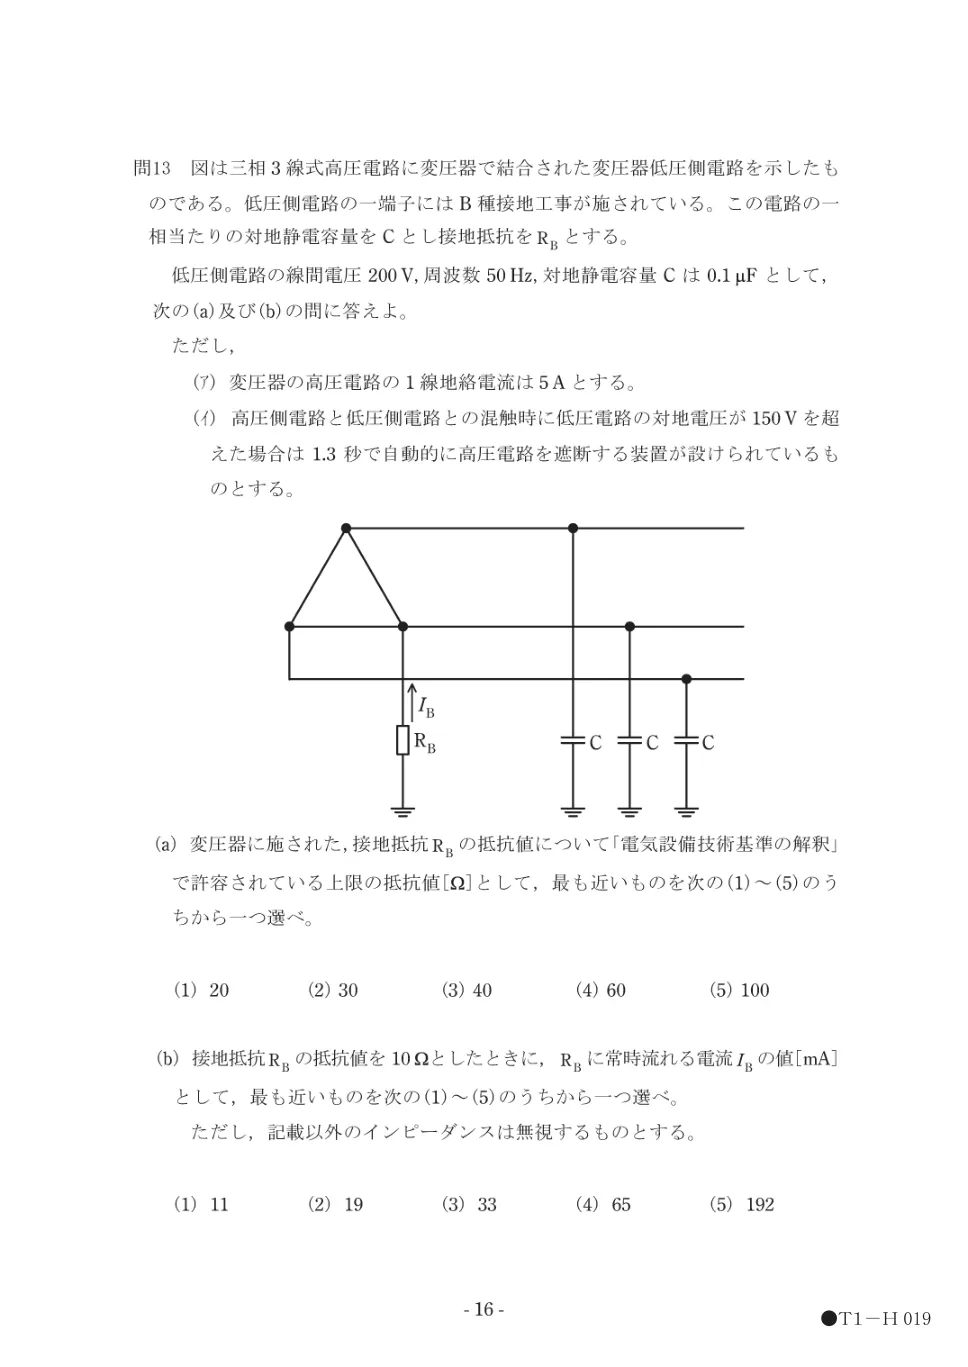 問13　図は三相3線式高圧電路に変圧器で結合された変圧器低圧側電路を示したも
のである。低圧側電路の一端子にはB種接地工事が施されている。この電路の一
相当たりの対地静電容量をCとし接地抵抗をRBとする。
低圧側電路の線間電圧200V,周波数50Hz,対地静電容量Cは0.1μFとして，
次の(a)及び(b)の問に答えよ。
ただし，
(ｱ) 変圧器の高圧電路の1線地絡電流は5Aとする。
(ｲ) 高圧側電路と低圧側電路との混触時に低圧電路の対地電圧が150Vを超
えた場合は1.3秒で自動的に高圧電路を遮断する装置が設けられているも
のとする。
IB
RB
C C C
(a) 変圧器に施された,接地抵抗RBの抵抗値について「電気設備技術基準の解釈」
で許容されている上限の抵抗値[Ω]として，最も近いものを次の(1)～(5)のう
ちから一つ選べ。
(1) 20 (2) 30 (3) 40 (4) 60 (5) 100
(b) 接地抵抗RBの抵抗値を10Ωとしたときに，RBに常時流れる電流IBの値[mA]
として，最も近いものを次の(1)～(5)のうちから一つ選べ。
ただし，記載以外のインピーダンスは無視するものとする。
(1) 11 (2) 19 (3) 33 (4) 65 (5) 192
- 16 -
●T1－H 019